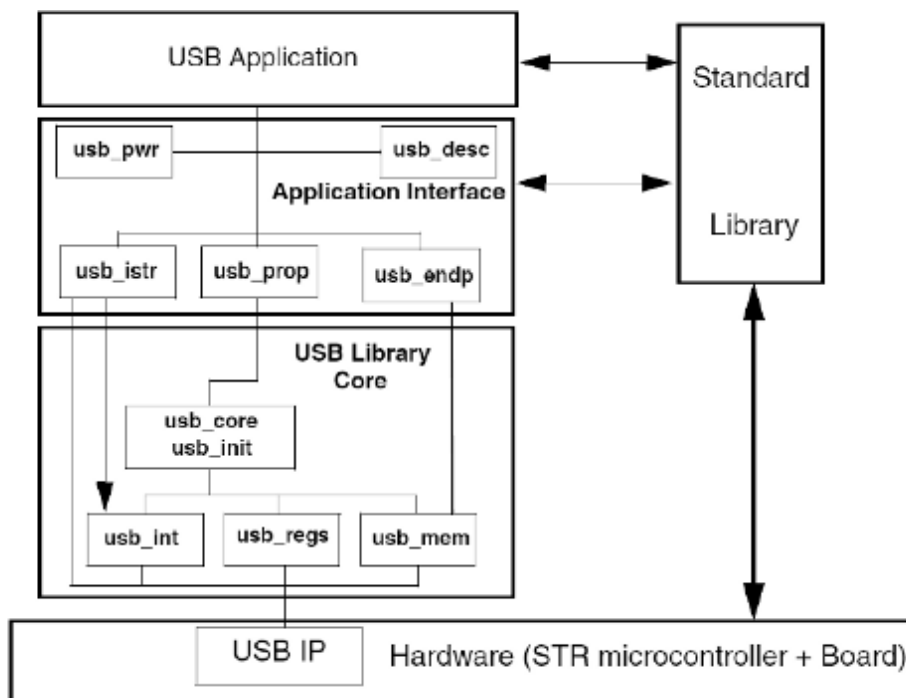 USB Application
Standard
Library
usb_pwr
usb_desc
Application Interface
usb_istr
usb_prop
usb_endp
USB Library
Core
usb_core
usb_init
usb_int
usb_regs
usb_mem
USB IP
Hardware (STR microcontroller + Board)